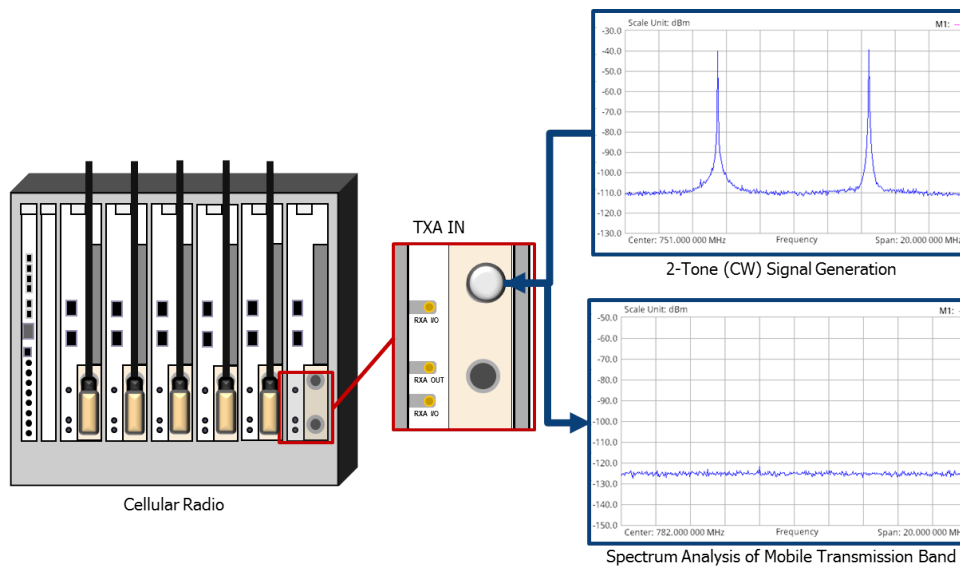 Scale Unit: dBm
M1: --
-30.0
-40.0
-50.0
-60.0
-70.0
-80.0
-90.0
-100.0
-110.0
-120.0
-130.0
Center: 751.000 000 MHz Frequency Span: 20.000 000 MHz
2-Tone (CW) Signal Generation
TXA IN
RXA I/O
RXA OUT
RXA I/O
Cellular Radio
Scale Unit: dBm
M1: -
-50.0
-60.0
-70.0
-80.0
-90.0
-100.0
-110.0
-120.0
-130.0
-140.0
-150.0
Center: 782.000 000 MHz Frequency Span: 20.000 000 MHz
Spectrum Analysis of Mobile Transmission Band